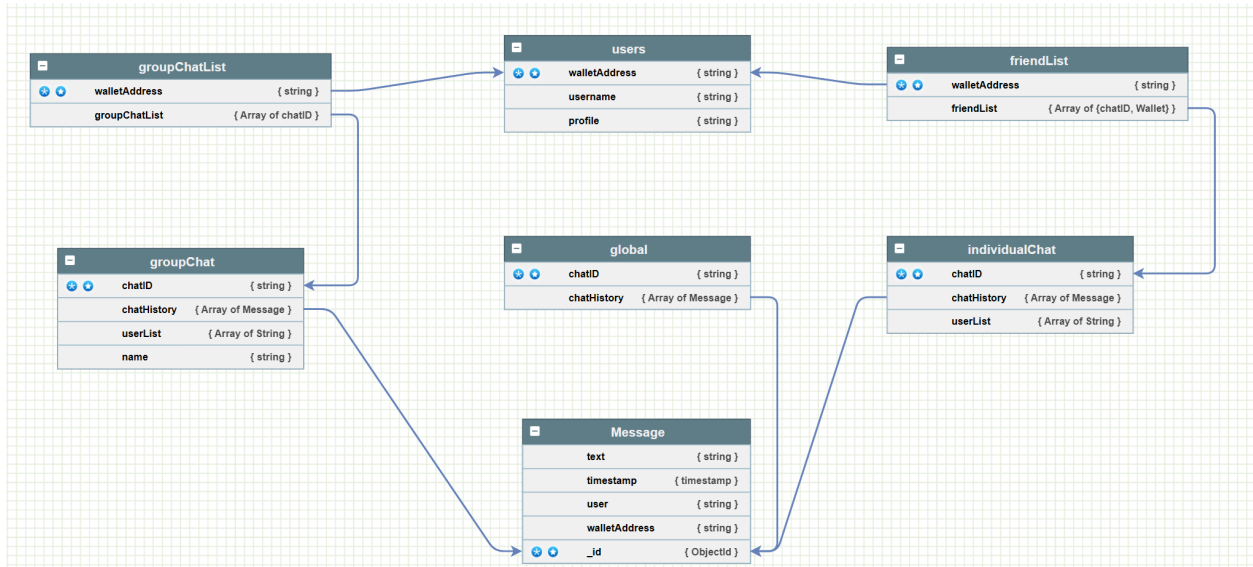 groupChatList
walletAddress { string }
groupChatList { Array of chatID }
users
walletAddress { string }
username { string }
profile { string }
friendList
walletAddress { string }
friendList { Array of {chatID, Wallet} }
groupChat
chatID { string }
chatHistory { Array of Message }
userList { Array of String }
name { string }
global
chatID { string }
chatHistory { Array of Message }
individualChat
chatID { string }
chatHistory { Array of Message }
userList { Array of String }
Message
text { string }
timestamp { timestamp }
user { string }
walletAddress { string }
_id { ObjectId }